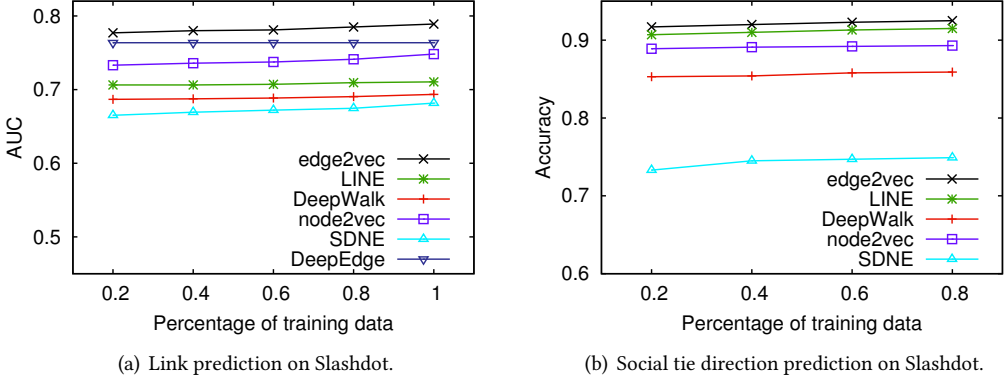 0.8
0.7
0.6
0.5
AUC
edge2vec
LINE
DeepWalk
node2vec
SDNE
DeepEdge
0.2 0.4 0.6 0.8 1
Percentage of training data
(a) Link prediction on Slashdot.
0.9
0.8
0.7
0.6
Accuracy
edge2vec
LINE
DeepWalk
node2vec
SDNE
0.2 0.4 0.6 0.8
Percentage of training data
(b) Social tie direction prediction on Slashdot.